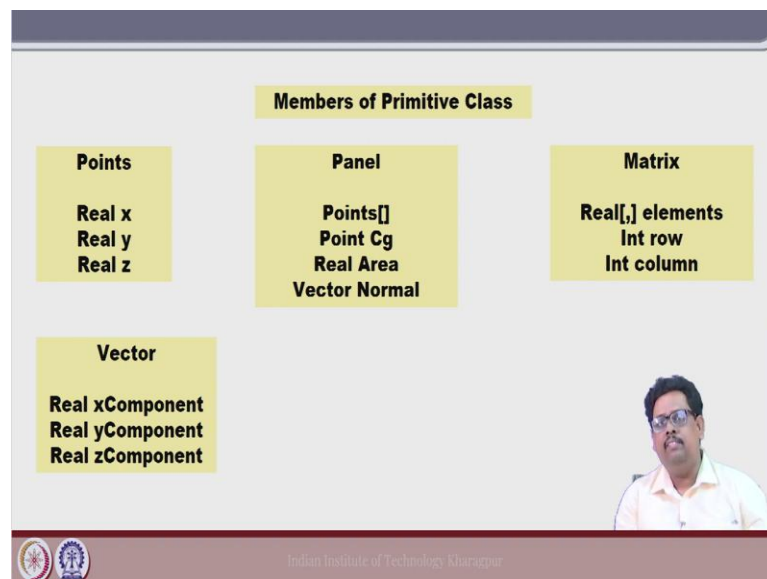 Members of Primitive Class
Points
Real x
Real y
Real z
Panel
Points[]
Point Cg
Real Area
Vector Normal
Matrix
Real[,] elements
Int row
Int column
Vector
Real xComponent
Real yComponent
Real zComponent
Indian Institute of Technology Kharagpur